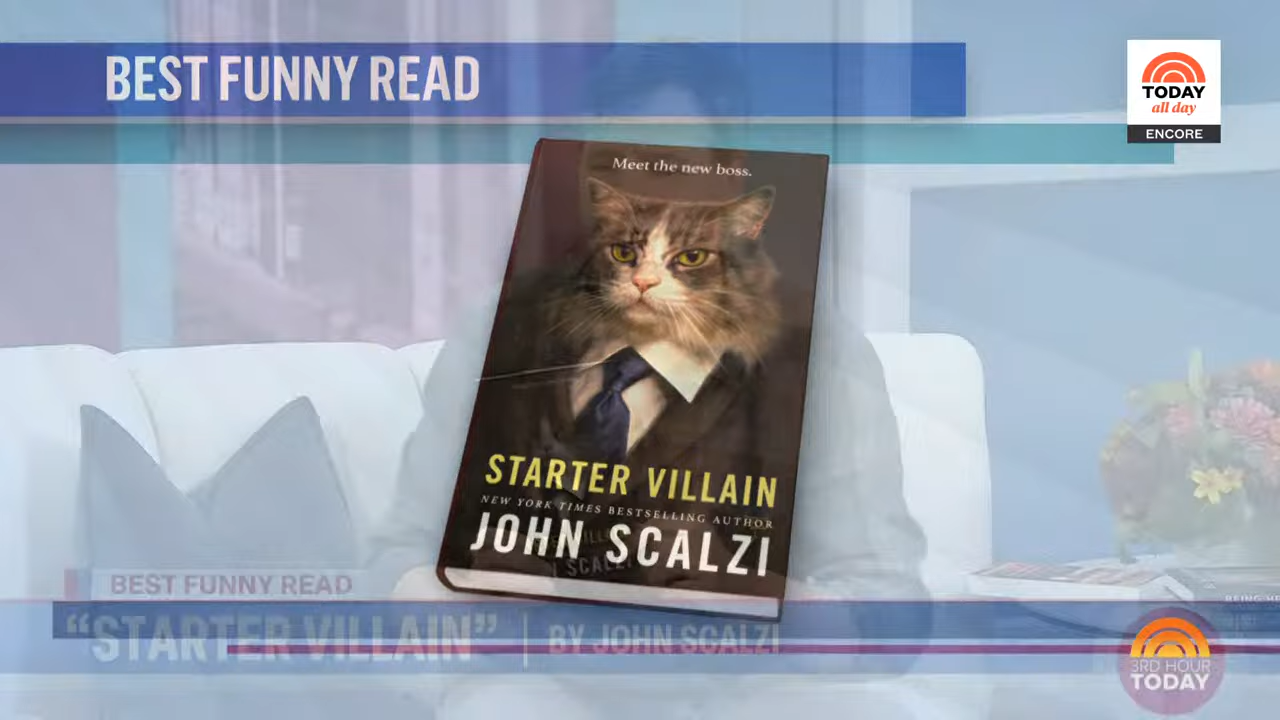 BEST FUNNY READ
TODAY
all day
ENCORE
Meet the new boss.
STARTER VILLAIN
NEW YORK TIMES BESTSELLING AUTHOR
JOHN SCALZI
BEST FUNNY READ
“STARTER VILLAIN” | BY JOHN SCALZI
3RD HOUR
TODAY